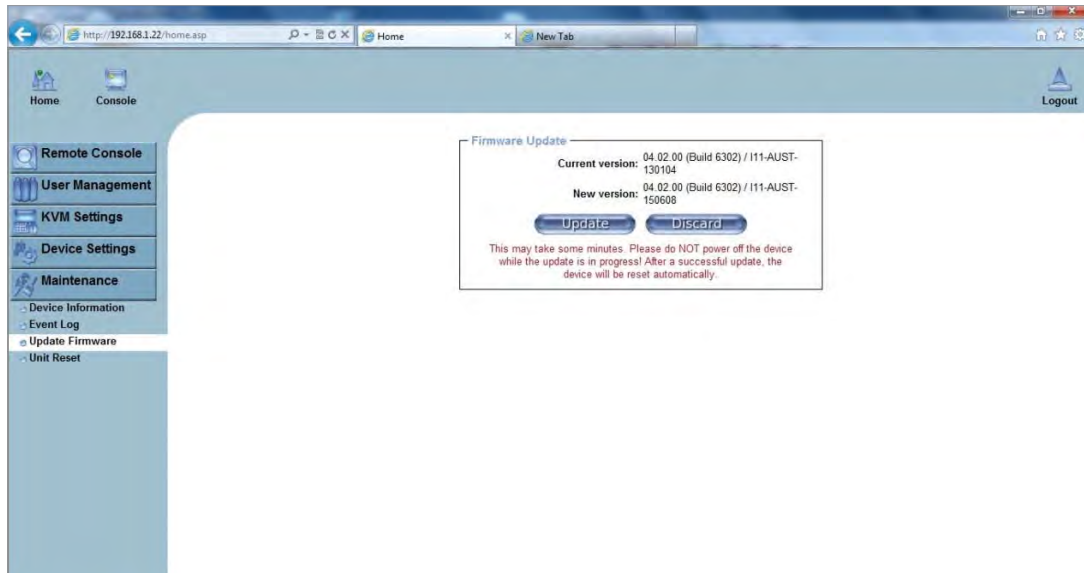 http://192.168.1.22/home.asp
Home
New Tab
Home
Console
Logout
Remote Console
User Management
KVM Settings
Device Settings
Maintenance
Device Information
Event Log
Update Firmware
Unit Reset
Firmware Update
Current version: 04.02.00 (Build 6302) / I11-AUST-
130104
New version: 04.02.00 (Build 6302) / I11-AUST-
150608
Update
Discard
This may take some minutes. Please do NOT power off the device
while the update is in progress! After a successful update, the
device will be reset automatically.